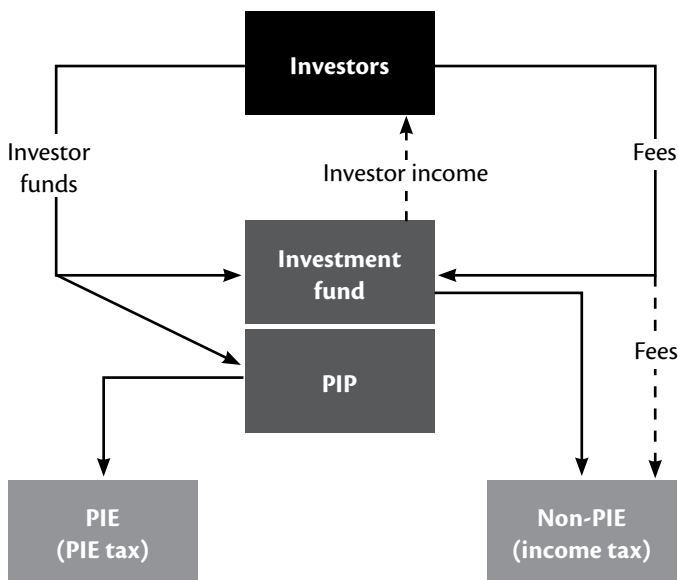 Investors
Investor
funds
Fees
Investor income
Investment
fund
Fees
PIP
PIE
(PIE tax)
Non-PIE
(income tax)